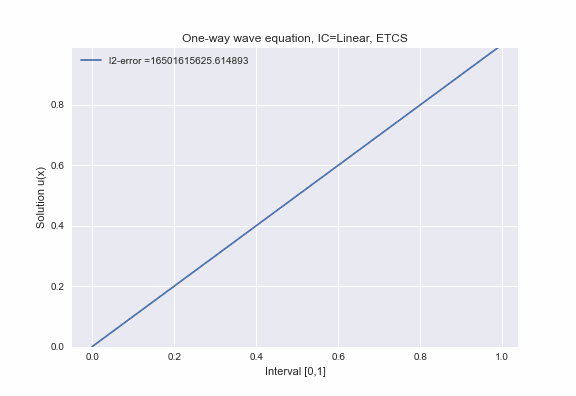 One-way wave equation, IC=Linear, ETCS
l2-error =16501615625.614893
Solution u(x)
0.8
0.6
0.4
0.2
0.0
0.0 0.2 0.4 0.6 0.8 1.0
Interval [0,1]